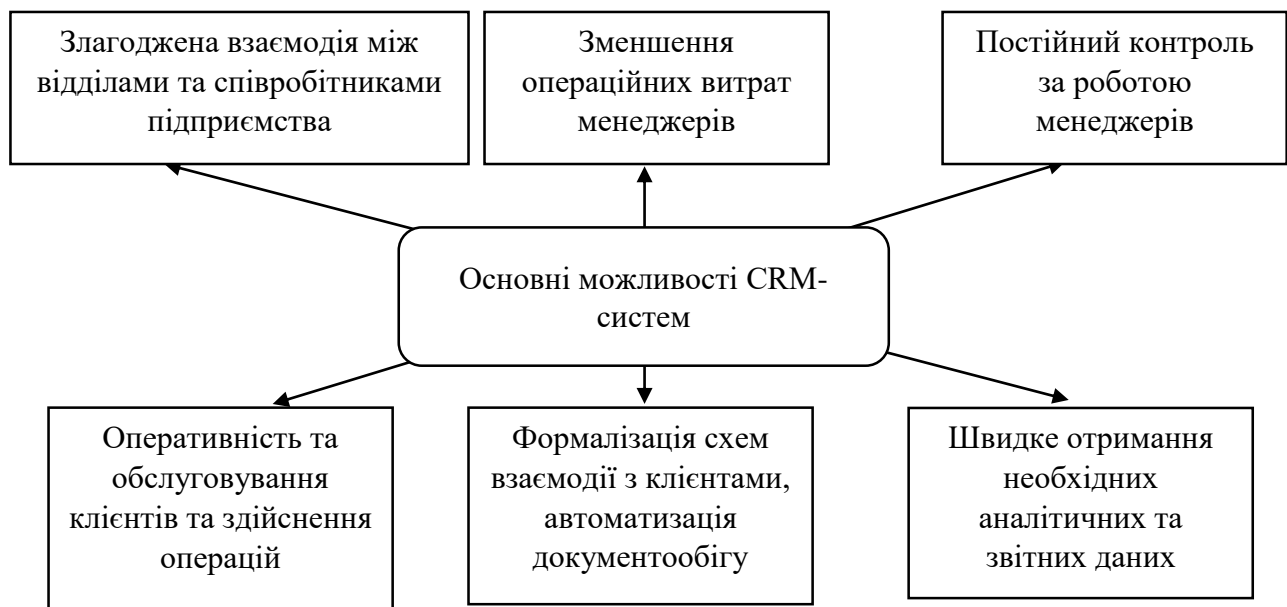 Злагоджена взаємодія між
відділами та співробітниками
підприємства
Зменшення
операційних витрат
менеджерів
Постійний контроль
за роботою
менеджерів
Основні можливості CRM-
систем
Оперативність та
обслуговування
клієнтів та здійснення
операцій
Формалізація схем
взаємодії з клієнтами,
автоматизація
документообігу
Швидке отримання
необхідних
аналітичних та
звітних даних